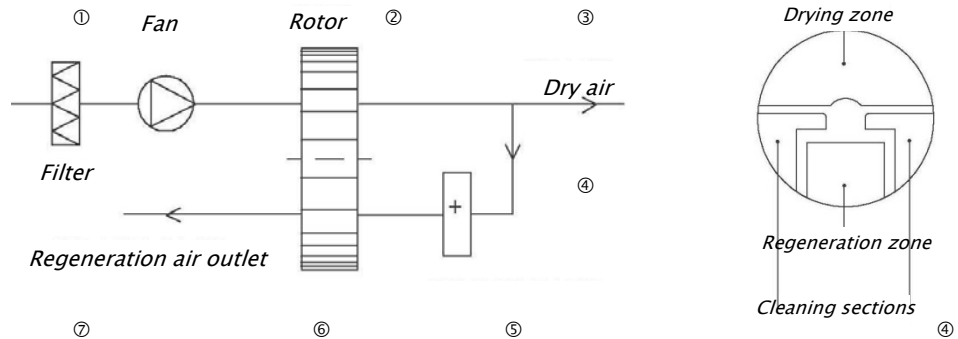 ① Fan Rotor ② ③ Drying zone
Dry air
Filter
④
+
Regeneration air outlet
Regeneration zone
Cleaning sections
⑦ ⑥ ⑤ ④